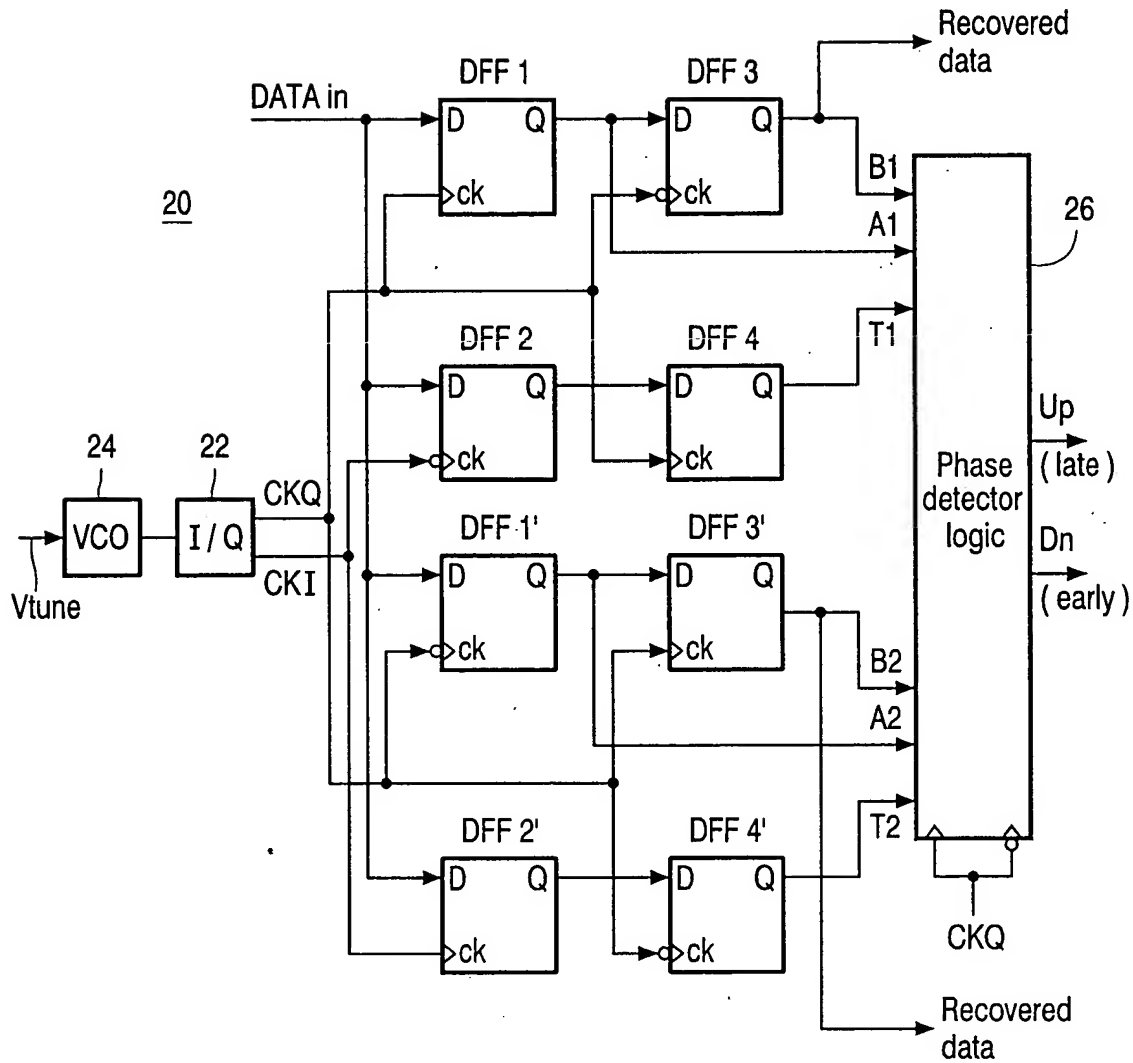 Recovered
data
DFF 1
DFF 3
DATA in
D
Q
D
Q
ck
ck
B1
20
26
A1
T1
DFF 2
DFF 4
D
Q
D
Q
ck
ck
Up
( late )
24
22
CKQ
Phase
detector
logic
VCO
I / Q
DFF 1'
DFF 3'
Dn
( early )
Vtune
CKI
D
Q
D
Q
ck
ck
B2
A2
T2
DFF 2'
DFF 4'
D
Q
D
Q
ck
ck
CKQ
Recovered
data